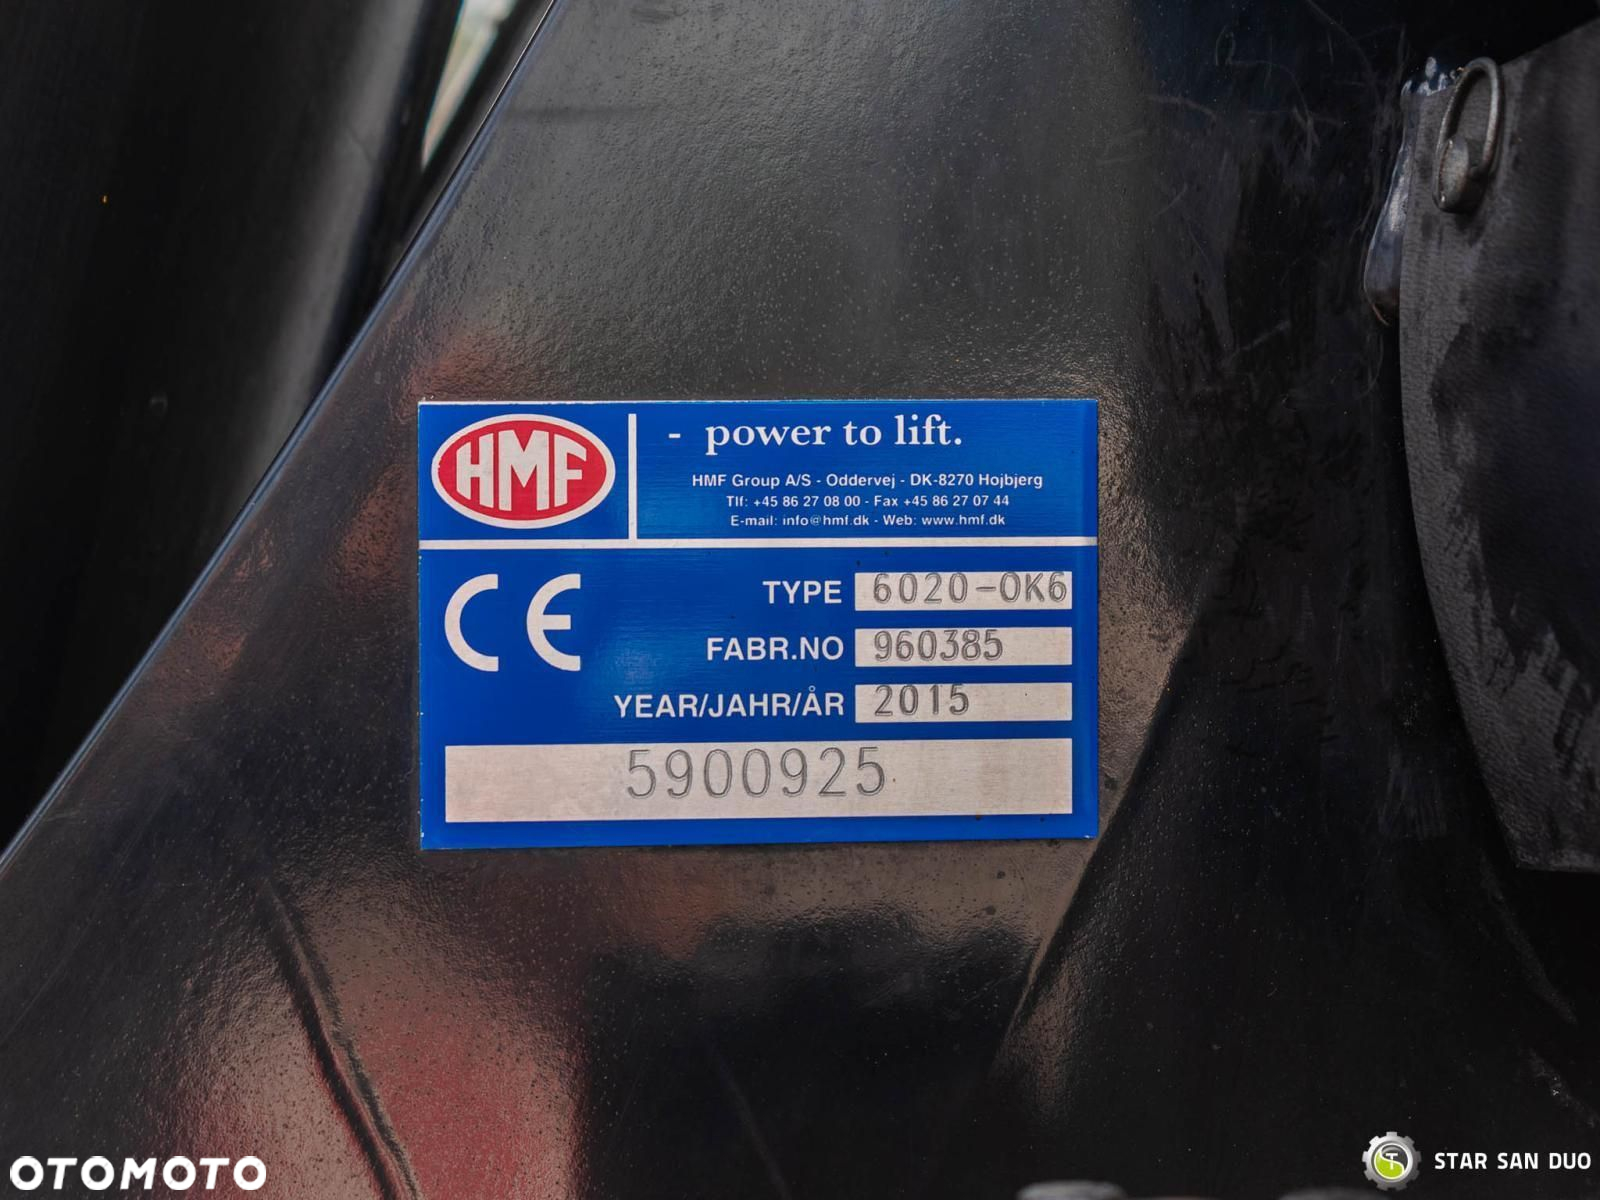 HMF
- power to lift.
HMF Group A/S - Oddervej - DK-8270 Hojbjerg
Tlf: +45 86 27 08 00 - Fax +45 86 27 07 44
E-mail: info@hmf.dk - Web: www.hmf.dk
CE
TYPE 6020-OK6
FABR.NO 960385
YEAR/JAHR/ÅR 2015
5900925
OTOMOTO
STAR SAN DUO